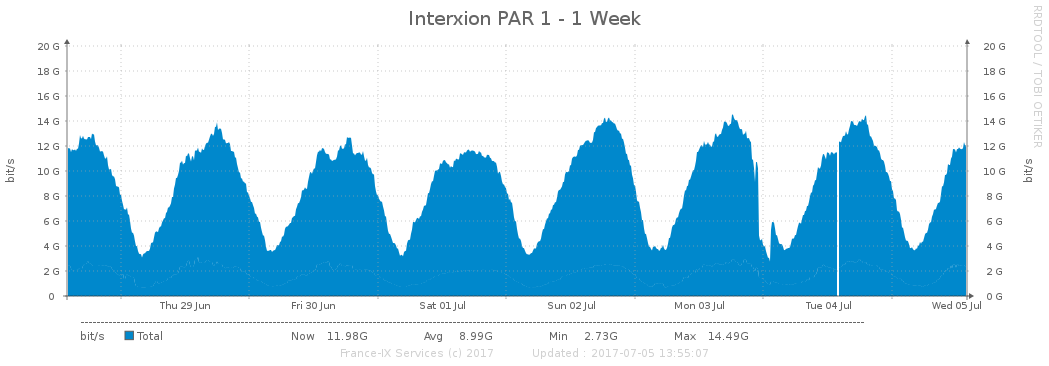 Interxion PAR 1 - 1 Week
RRDTOOL / TOBI OETIKER
bit/s
20 G
18 G
16 G
14 G
12 G
10 G
8 G
6 G
4 G
2 G
0
20 G
18 G
16 G
14 G
12 G
10 G
8 G
6 G
4 G
2 G
0 G
bit/s
Thu 29 Jun Fri 30 Jun Sat 01 Jul Sun 02 Jul Mon 03 Jul Tue 04 Jul Wed 05 Jul
bit/s Total Now 11.98G Avg 8.99G Min 2.73G Max 14.49G
France-IX Services (c) 2017 Updated : 2017-07-05 13:55:07